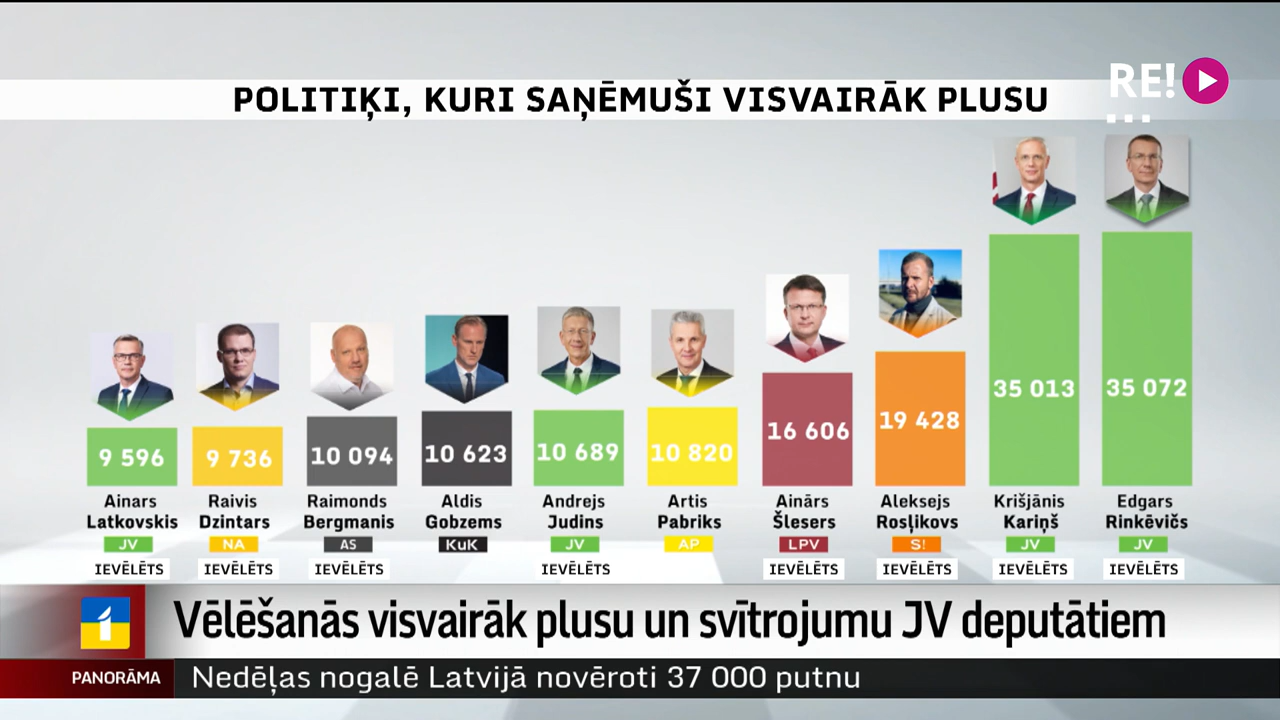 RE!
POLITIĶI, KURI SAŅĒMUŠI VISVAIRĀK PLUSU
9 596
9 736
10 094
10 623
10 689
10 820
16 606
19 428
35 013
35 072
Ainars
Latkovskis
JV
IEVĒLĒTS
Raivis
Dzintars
NA
IEVĒLĒTS
Raimonds
Bergmanis
AS
IEVĒLĒTS
Aldis
Gobzems
KuK
Andrejs
Judins
JV
IEVĒLĒTS
Artis
Pabriks
AP
Ainārs
Šlesers
LPV
IEVĒLĒTS
Aleksejs
Rosļikovs
S!
IEVĒLĒTS
Krišjānis
Kariņš
JV
IEVĒLĒTS
Edgars
Rinkēvičs
JV
IEVĒLĒTS
1
Vēlēšanās visvairāk plusu un svītrojumu JV deputātiem
PANORĀMA
Nedēļas nogalē Latvijā novēroti 37 000 putnu